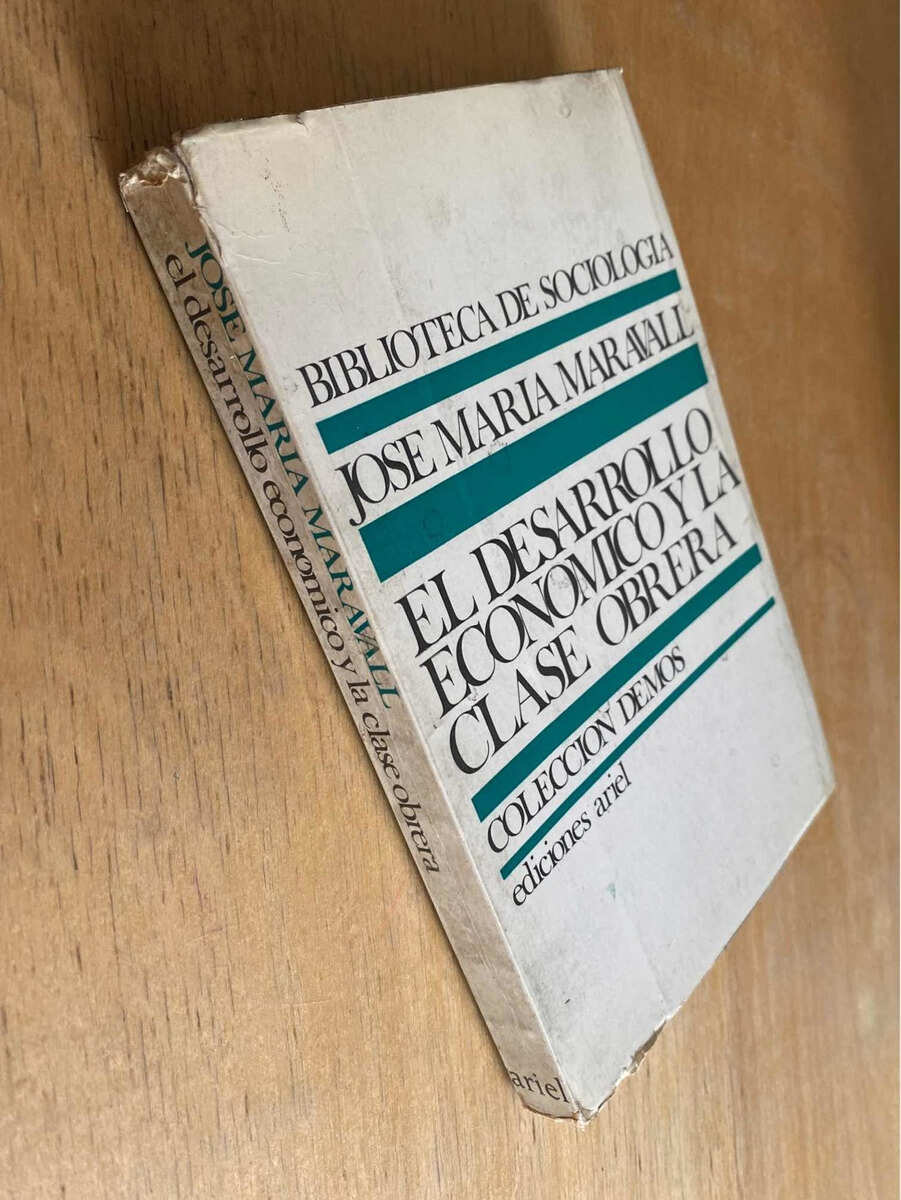 BIBLIOTECA DE SOCIOLOGIA
JOSE MARIA MARAVALL
EL DESARROLLO
ECONOMICO Y LA
CLASE OBRERA
COLECCION DEMOS
ediciones ariel
JOSE MARIA MARAVALL
el desarrollo economico y la clase obrera
ariel